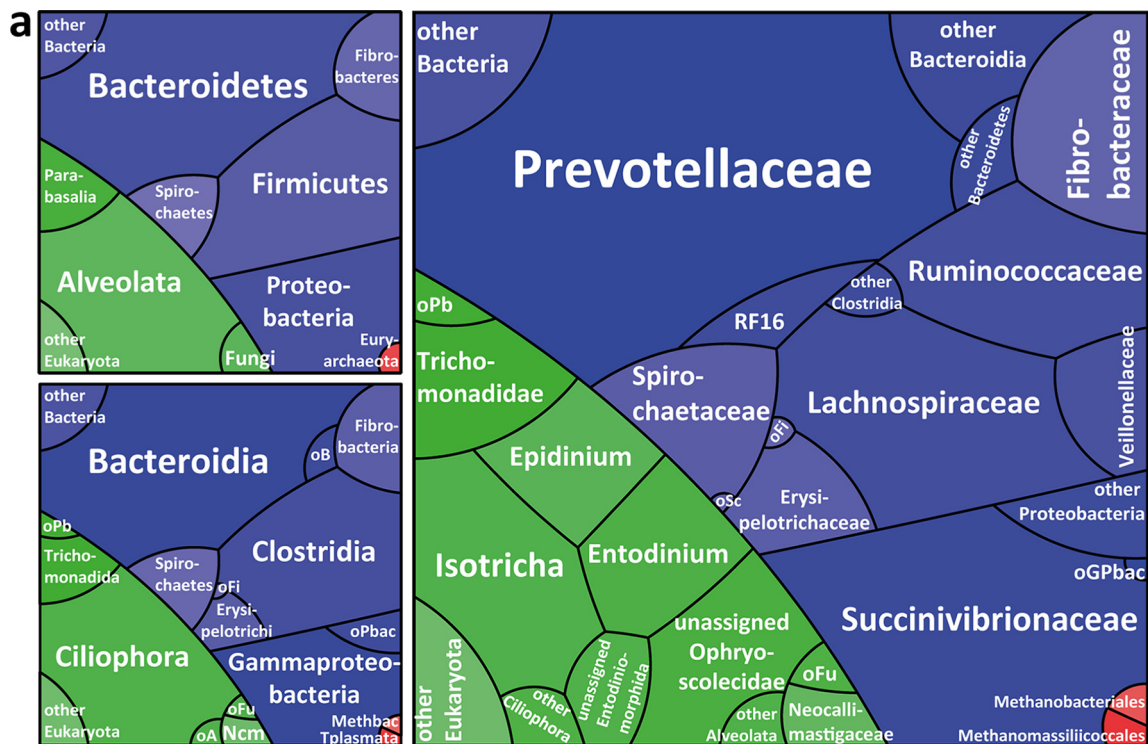 a
other
Bacteria
Bacteroidetes
Fibro-
bacteres
Firmicutes
Para-
basalia
Spiro-
chaetes
Alveolata
Proteo-
bacteria
other
Eukaryota
Fungi
Eury-
archaeota
other
Bacteria
Bacteroidia
oB
Fibro-
bacteria
oPb
Tricho-
monadida
Spiro-
chaetes
Clostridia
oFi
Erysi-
pelotrichi
oPbac
Ciliophora
Gammaproteo-
bacteria
other
Eukaryota
oFu
oA
Ncm
Methbac
Tplasmata
other
Bacteria
other
Bacteroidia
Fibro-
bacteraceae
other
Bacteroidetes
Prevotellaceae
Ruminococcaceae
oPb
other
Clostridia
RF16
Tricho-
monadidae
Spiro-
chaetaceae
Lachnospiraceae
Veillonellaceae
oFi
Epidinium
oSc
Erysi-
pelotrichaceae
other
Proteobacteria
Isotricha
Entodinium
oGPbac
Succinivibrionaceae
unassigned
Ophryo-
scolecidae
other
Eukaryota
other
Ciliophora
unassigned
Entodinio-
morphida
oFu
other
Alveolata
Neocalli-
mastigaceae
Methanobacteriales
Methanomassiliicoccales